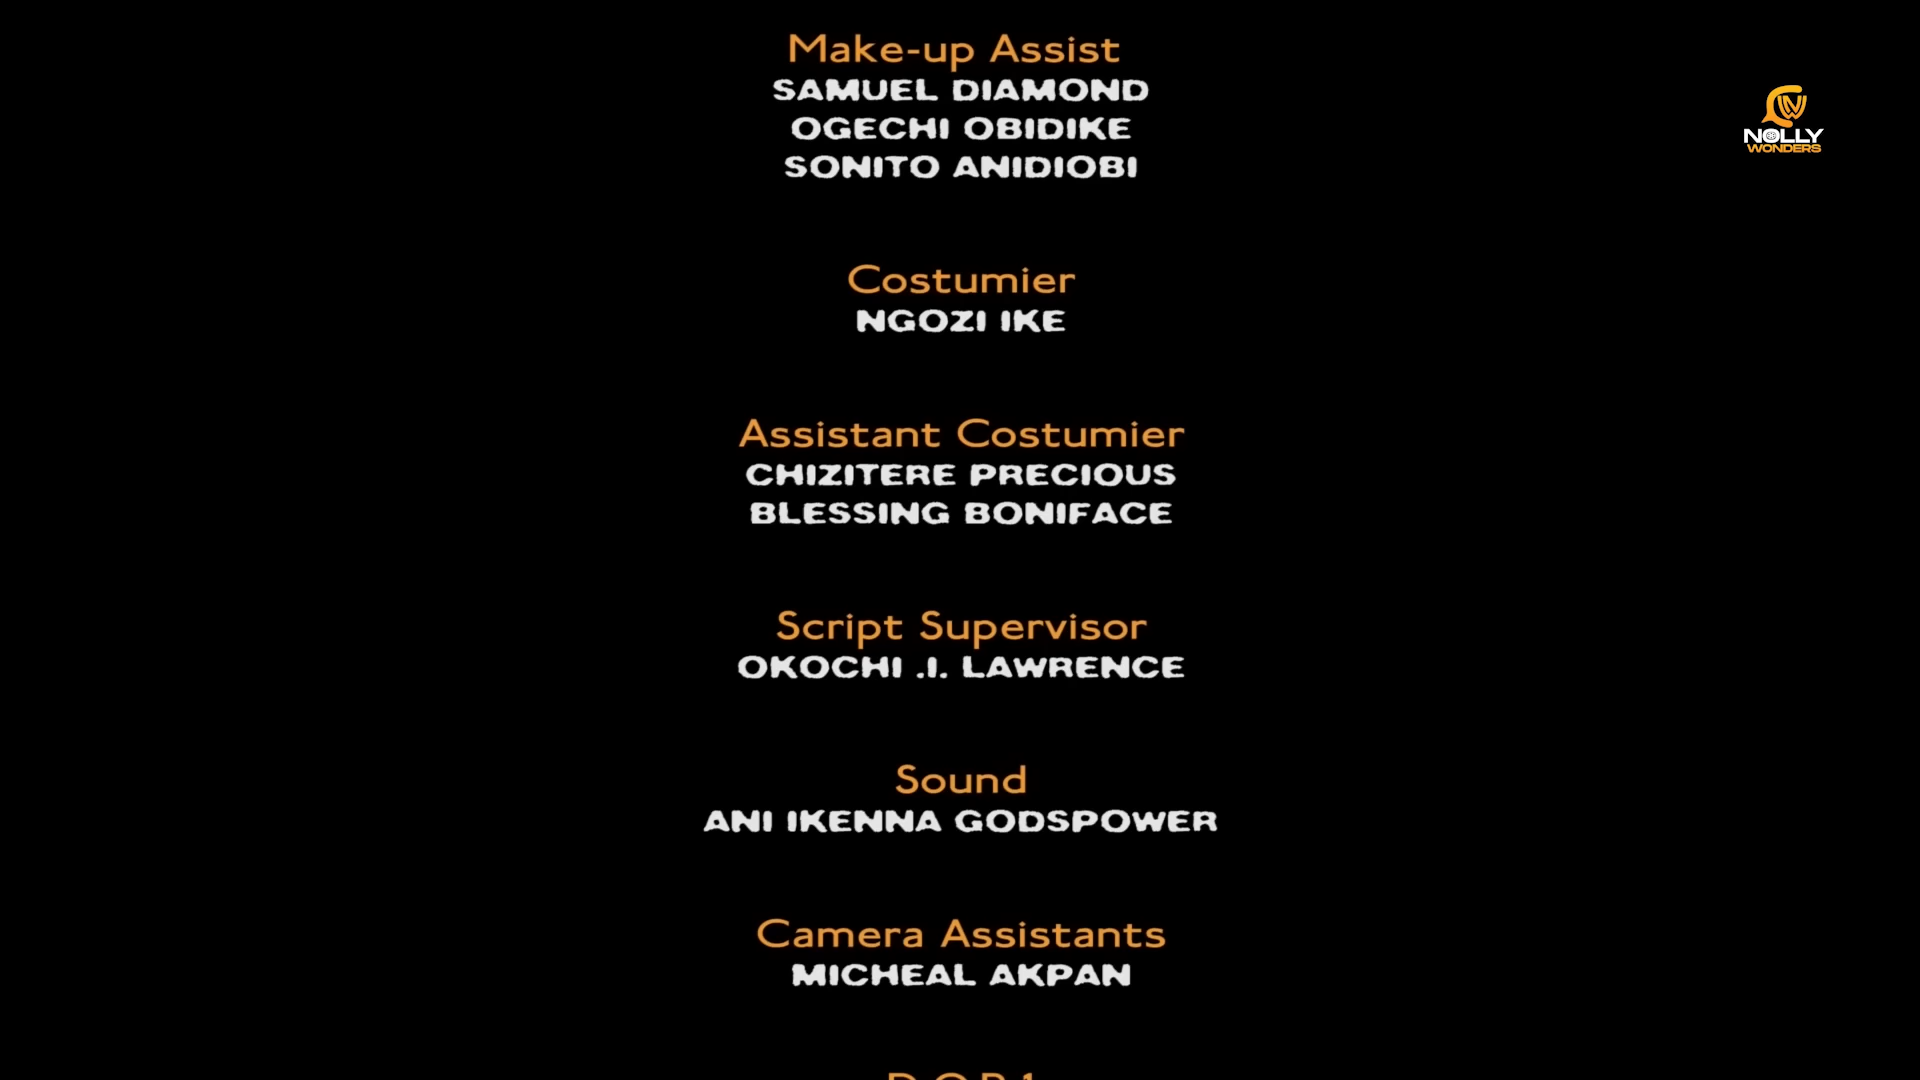 Make-up Assist
SAMUEL DIAMOND
OGECHI OBIDIKE
SONITO ANIDIOBI
NOLLY
WONDERS
Costumier
NGOZI IKE
Assistant Costumier
CHIZITERE PRECIOUS
BLESSING BONIFACE
Script Supervisor
OKOCHI .I. LAWRENCE
Sound
ANI IKENNA GODSPOWER
Camera Assistants
MICHEAL AKPAN